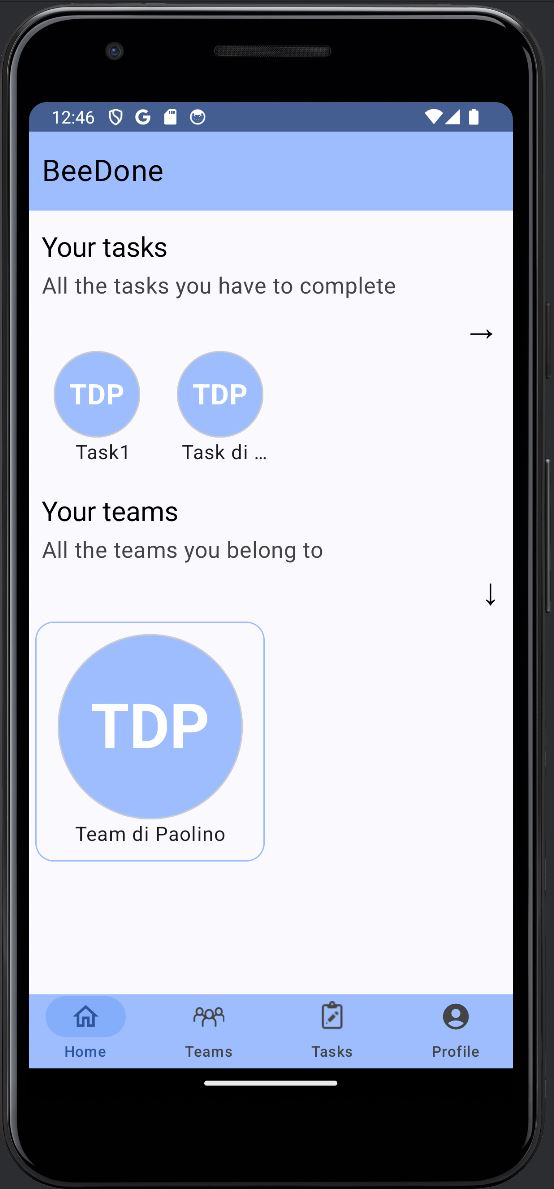 12:46
BeeDone
Your tasks
All the tasks you have to complete
→
TDP TDP
Task1 Task di ...
Your teams
All the teams you belong to
↓
TDP
Team di Paolino
Home Teams Tasks Profile